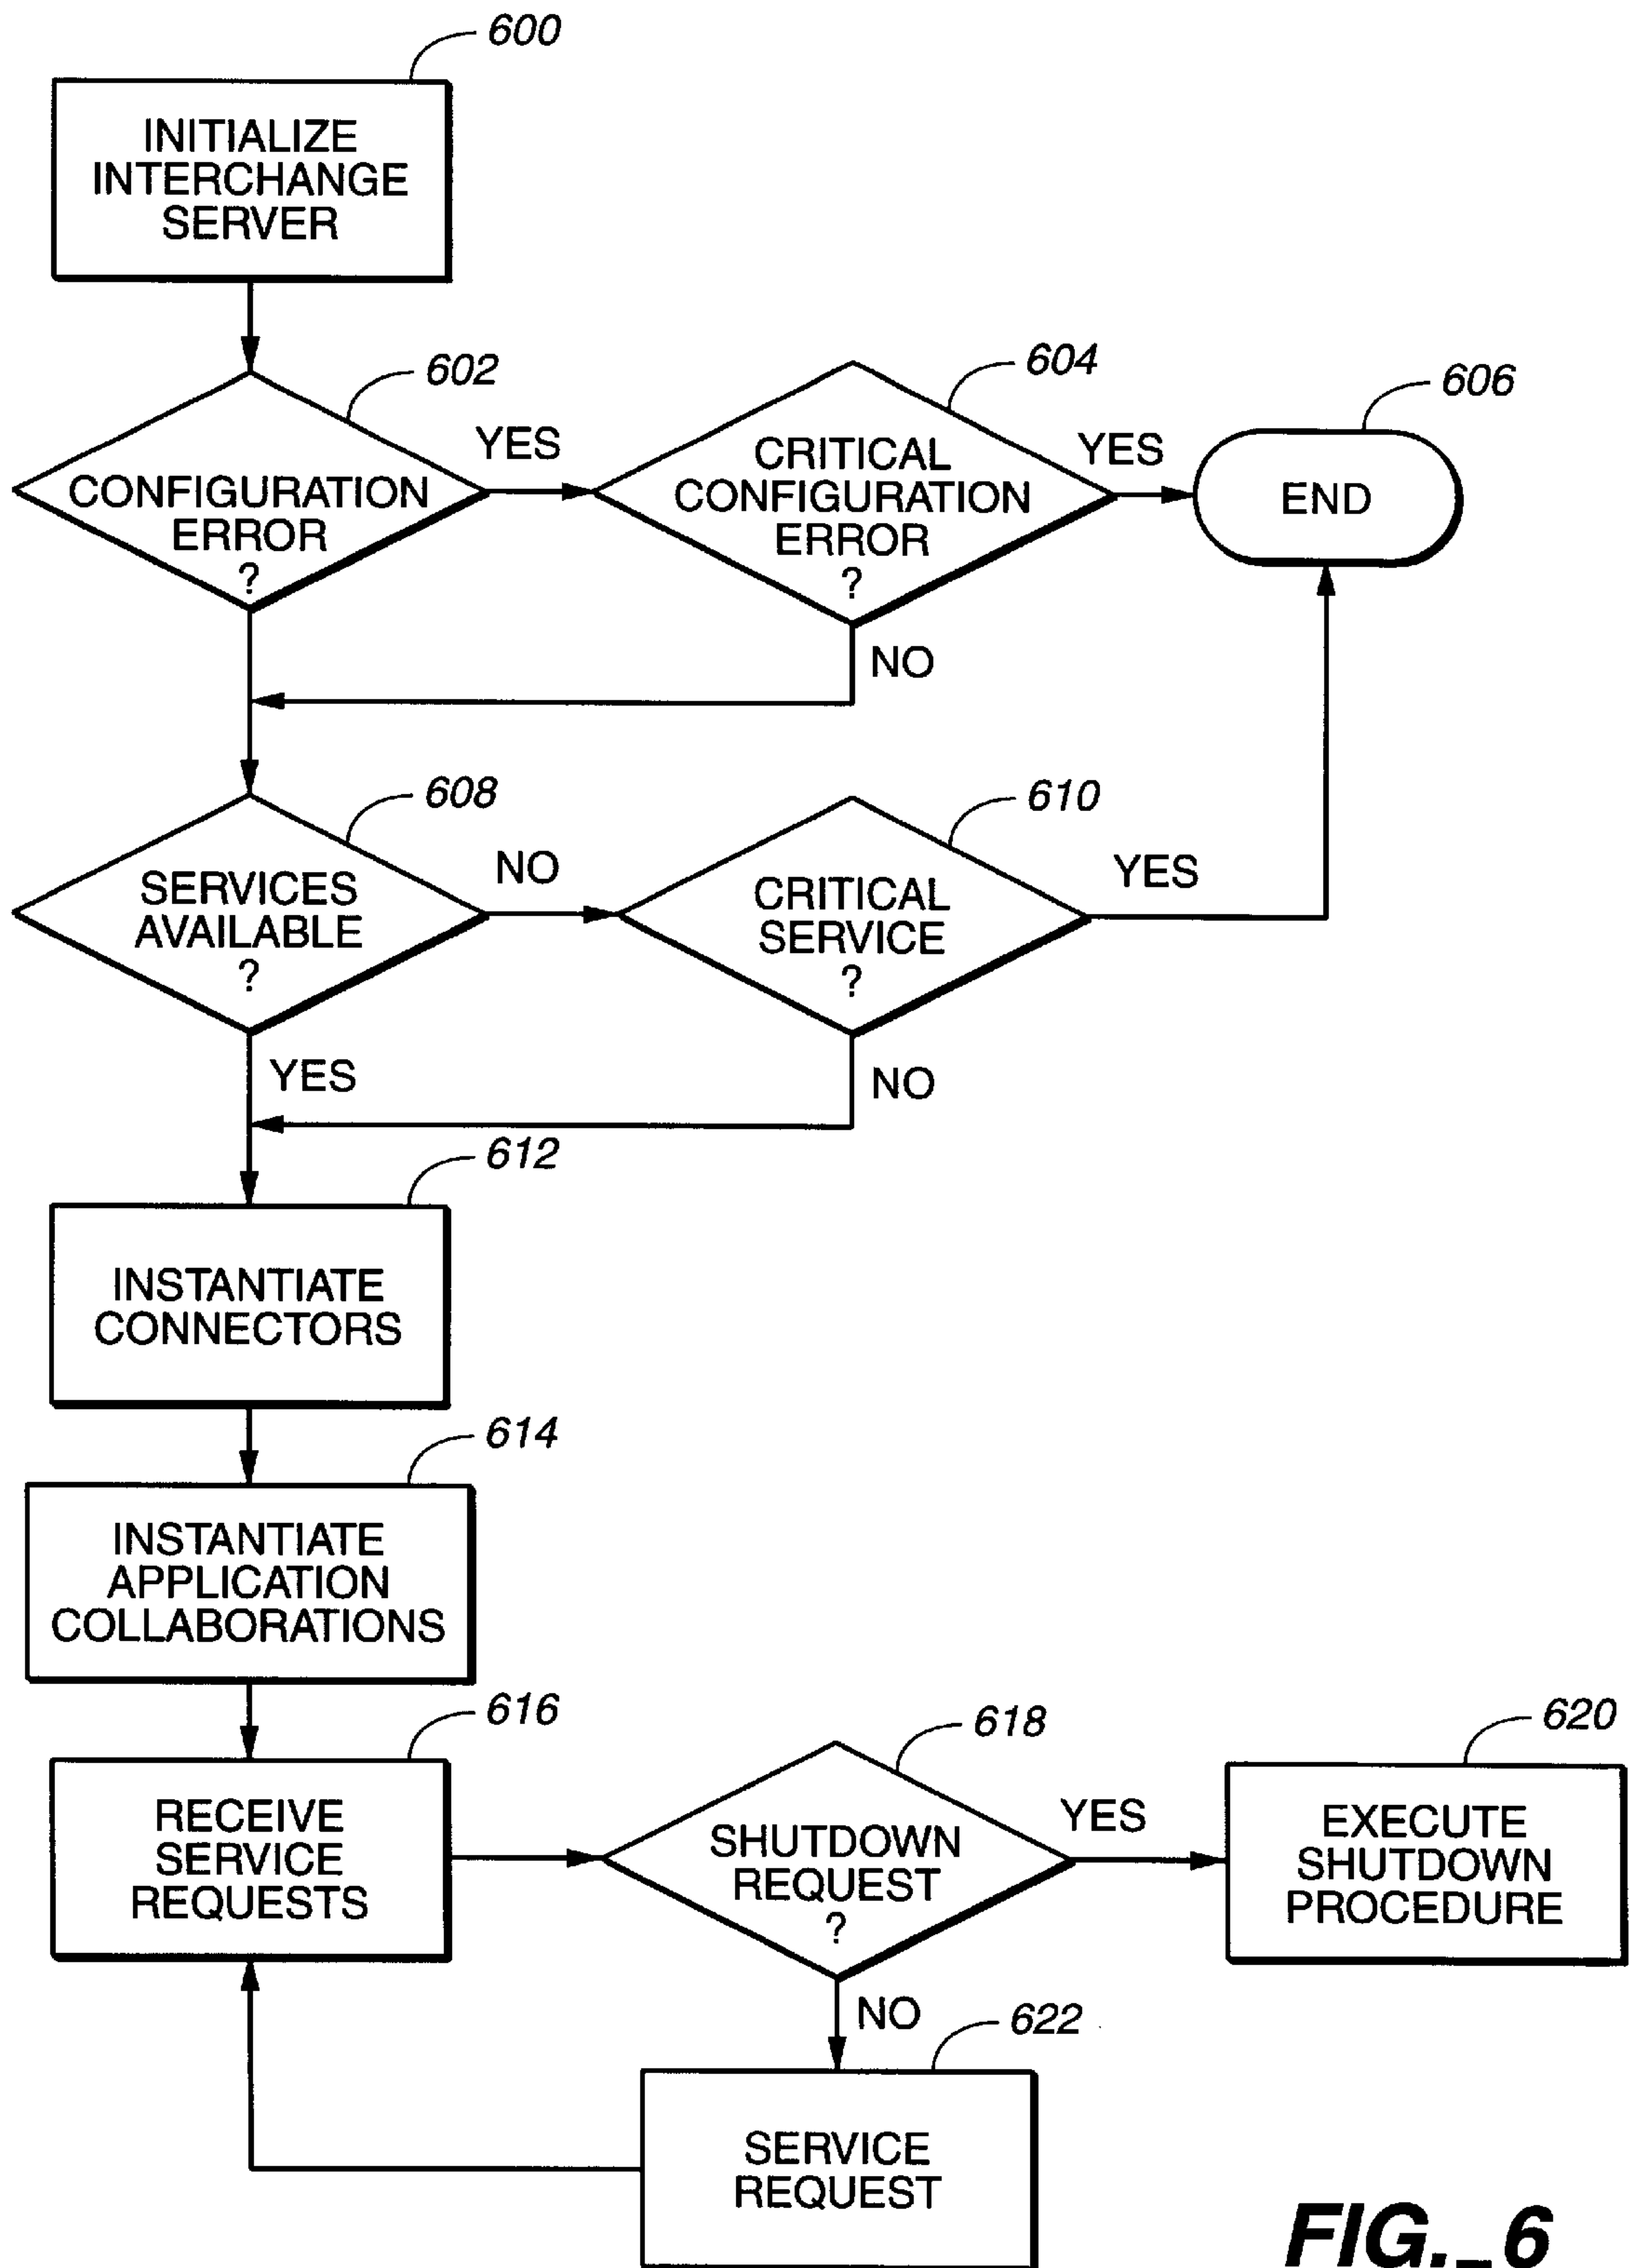 600
INITIALIZE
INTERCHANGE
SERVER
602
CONFIGURATION
ERROR
?
YES
604
CRITICAL
CONFIGURATION
ERROR
?
YES
606
END
NO
608
SERVICES
AVAILABLE
?
NO
610
CRITICAL
SERVICE
?
YES
YES
NO
612
INSTANTIATE
CONNECTORS
614
INSTANTIATE
APPLICATION
COLLABORATIONS
616
RECEIVE
SERVICE
REQUESTS
618
SHUTDOWN
REQUEST
?
YES
620
EXECUTE
SHUTDOWN
PROCEDURE
NO
622
SERVICE
REQUEST
FIG._6